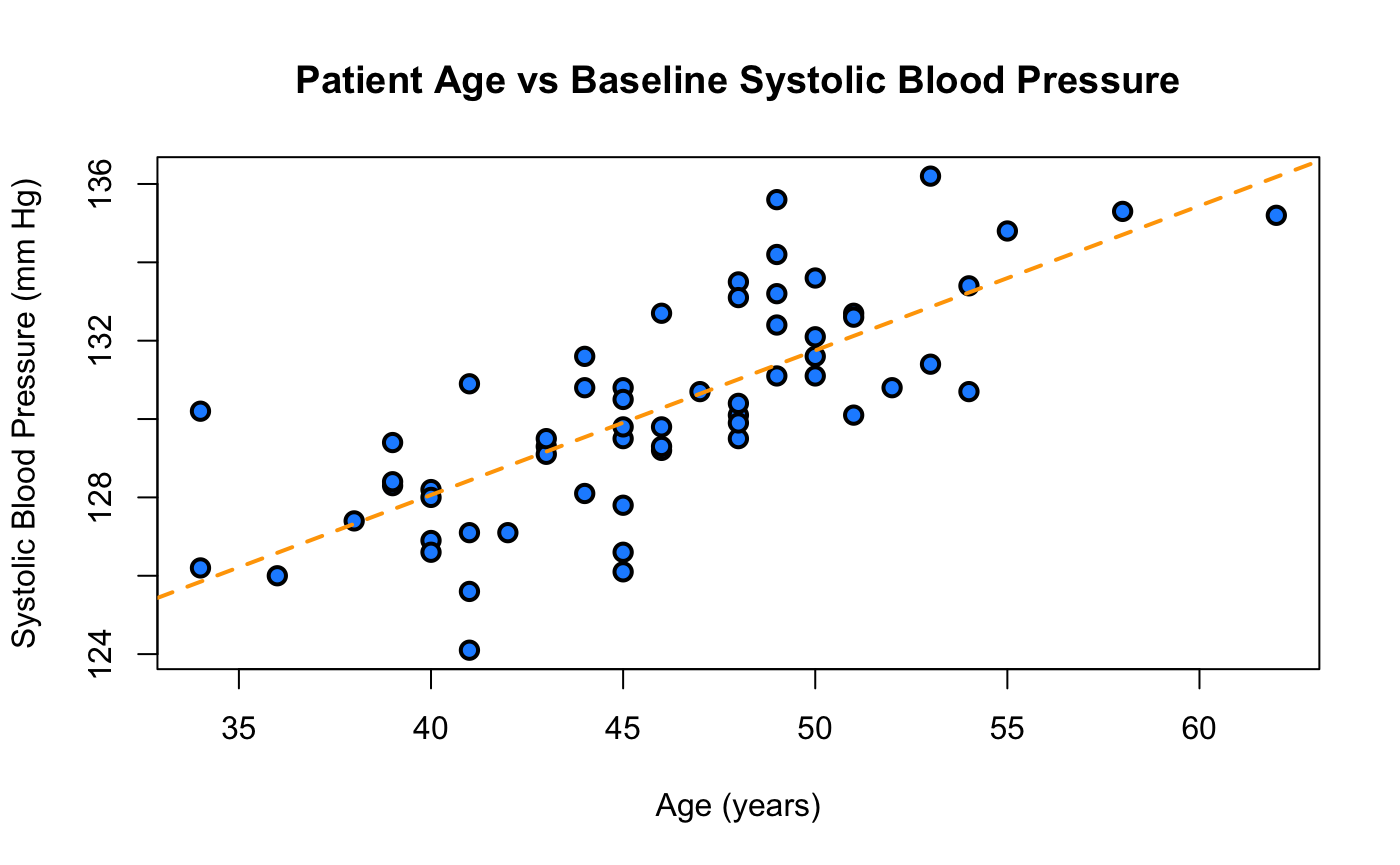 Patient Age vs Baseline Systolic Blood Pressure
Systolic Blood Pressure (mm Hg)
136
132
128
124
35 40 45 50 55 60
Age (years)